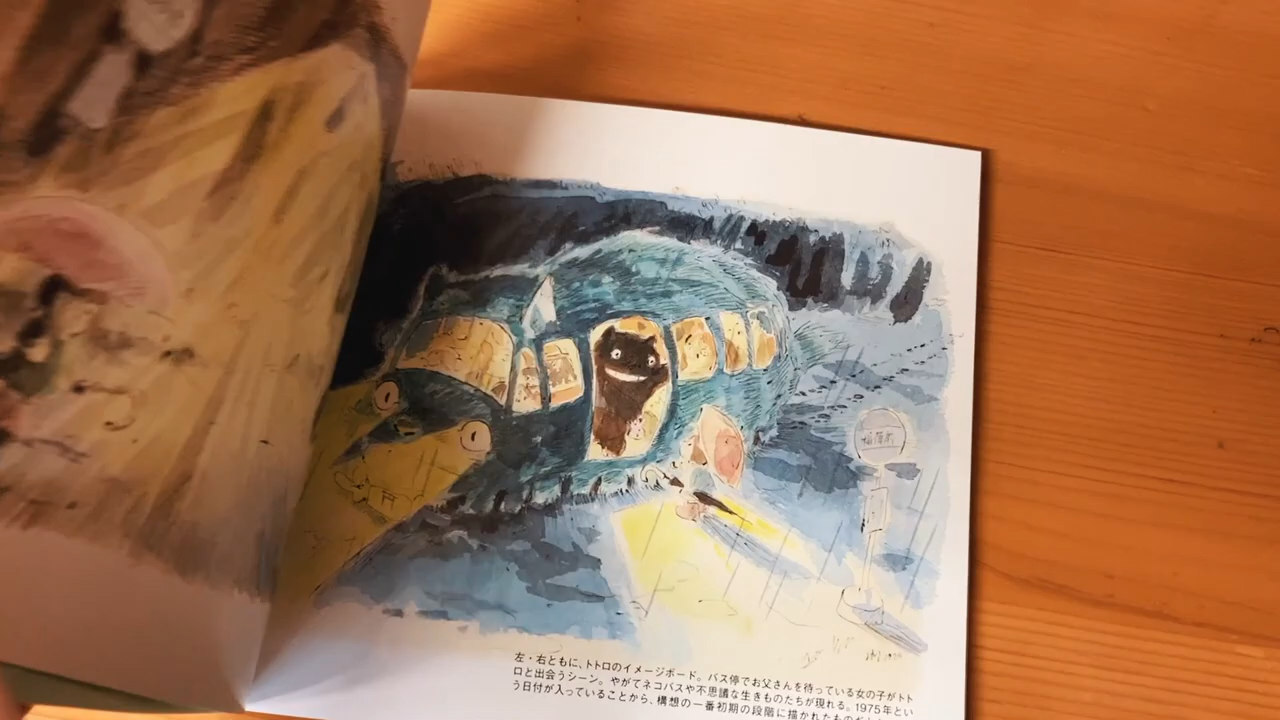 稲荷前
左・右ともに、トトロのイメージボード。バス停でお父さんを待っている女の子がトト
ロと出会うシーン。やがてネコバスや不思議な生きものたちが現れる。1975年とい
う日付が入っていることから、構想の一番初期の段階に描かれたもの